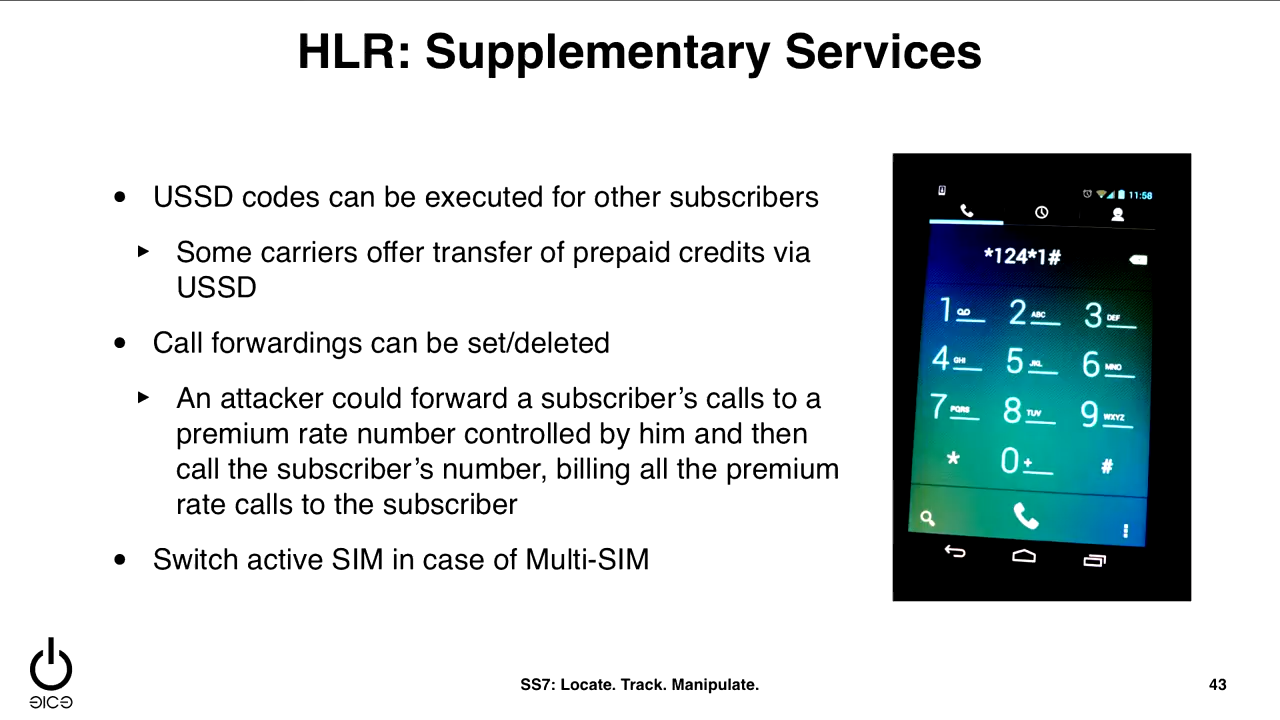 HLR: Supplementary Services
• USSD codes can be executed for other subscribers
‣ Some carriers offer transfer of prepaid credits via
USSD
• Call forwardings can be set/deleted
‣ An attacker could forward a subscriber’s calls to a
premium rate number controlled by him and then
call the subscriber’s number, billing all the premium
rate calls to the subscriber
• Switch active SIM in case of Multi-SIM
11:58
*124*1#
1 2 ABC 3 DEF
4 GHI 5 JKL 6 MNO
7 PQRS 8 TUV 9 WXYZ
* 0 + #
SS7: Locate. Track. Manipulate.
43